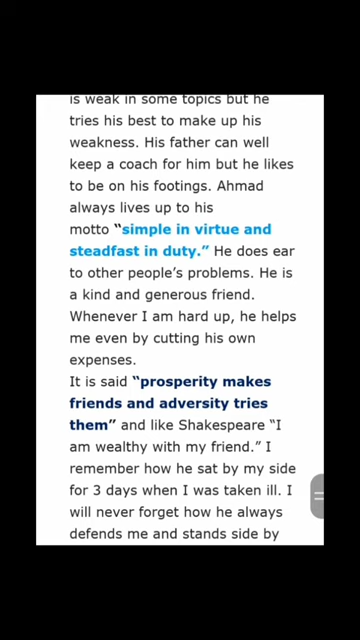 is weak in some topics but he
tries his best to make up his
weakness. His father can well
keep a coach for him but he likes
to be on his footings. Ahmad
always lives up to his
motto “simple in virtue and
steadfast in duty.” He does ear
to other people’s problems. He is
a kind and generous friend.
Whenever I am hard up, he helps
me even by cutting his own
expenses.
It is said “prosperity makes
friends and adversity tries
them” and like Shakespeare “I
am wealthy with my friend.” I
remember how he sat by my side
for 3 days when I was taken ill. I
will never forget how he always
defends me and stands side by